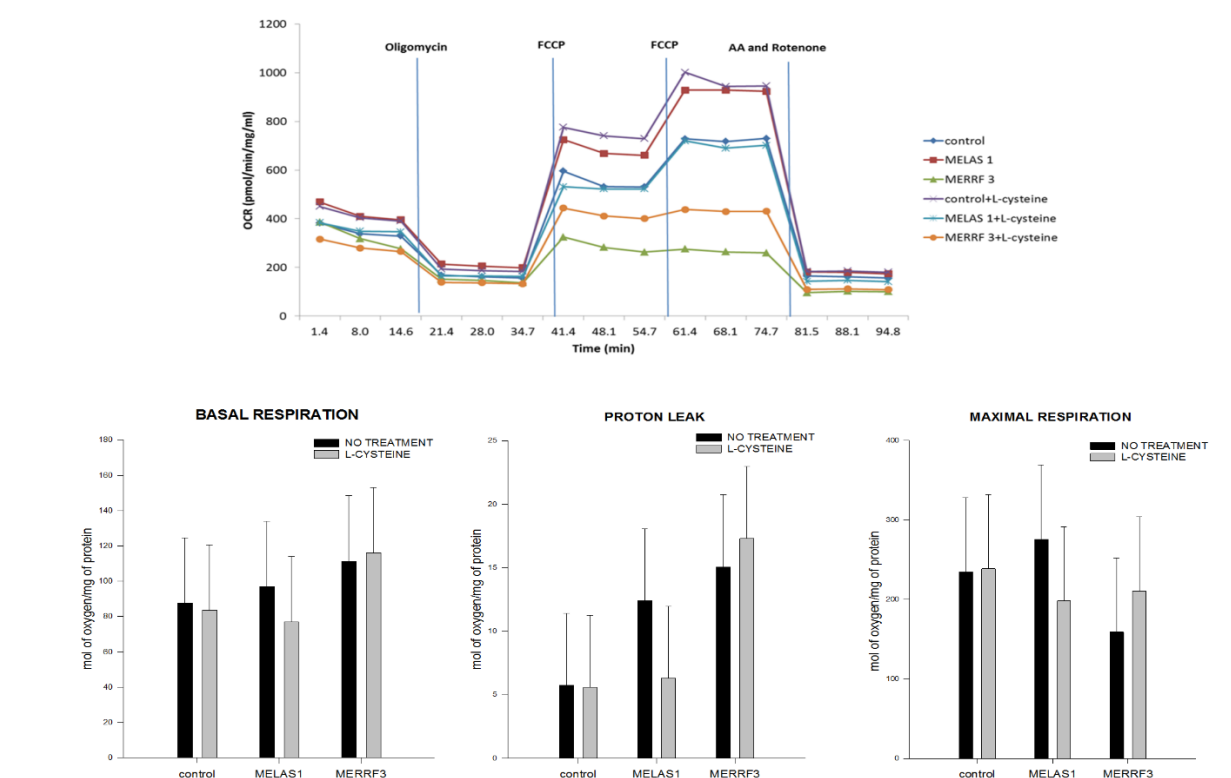 1200
1000
800
600
400
200
0
OCR (pmol/min/mg/ml)
Oligomycin
FCCP
FCCP
AA and Rotenone
1.4 8.0 14.6 21.4 28.0 34.7 41.4 48.1 54.7 61.4 68.1 74.7 81.5 88.1 94.8
Time (min)
control
MELAS 1
MERRF 3
control+L-cysteine
MELAS 1+L-cysteine
MERRF 3+L-cysteine
BASAL RESPIRATION
NO TREATMENT
L-CYSTEINE
180
160
140
120
100
80
60
40
20
0
mol of oxygen/mg of protein
control MELAS1 MERRF3
PROTON LEAK
NO TREATMENT
L-CYSTEINE
25
20
15
10
5
0
mol of oxygen/mg of protein
control MELAS1 MERRF3
MAXIMAL RESPIRATION
NO TREATMENT
L-CYSTEINE
400
300
200
100
0
mol of oxygen/mg of protein
control MELAS1 MERRF3